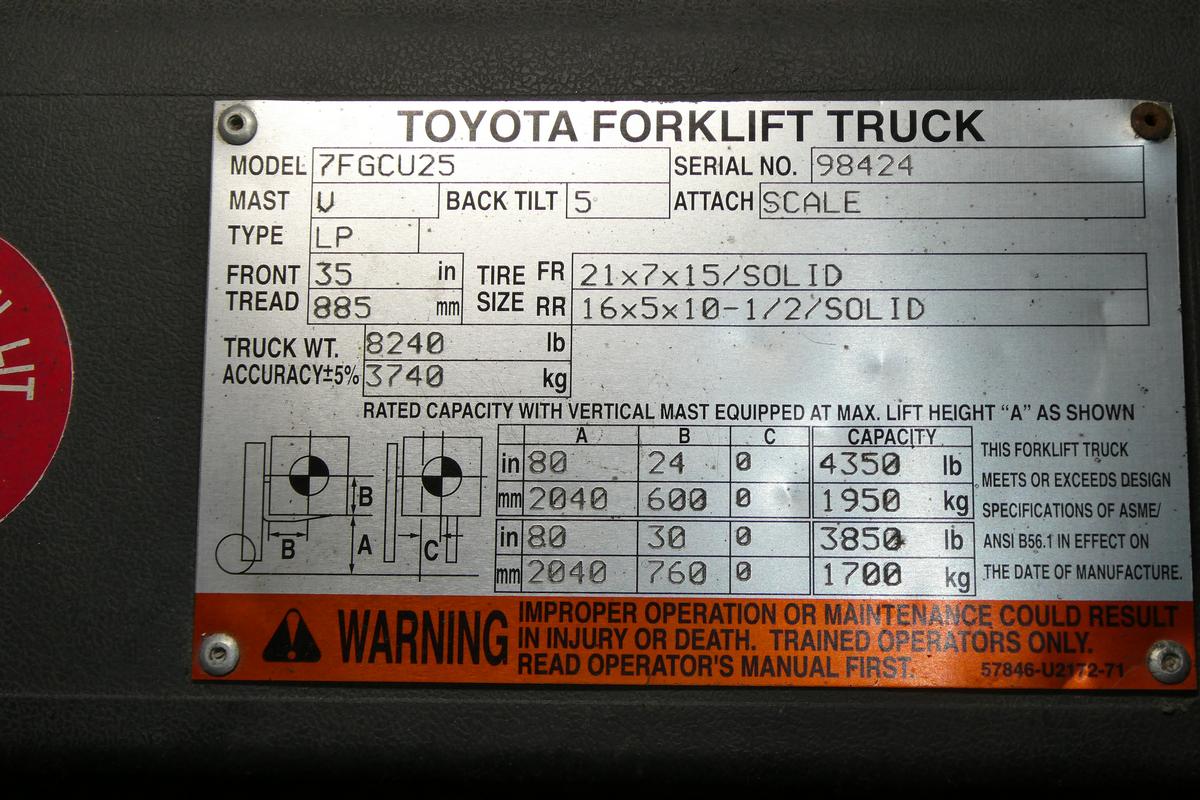 TOYOTA FORKLIFT TRUCK
MODEL 7FGCU25 SERIAL NO. 98424
MAST V BACK TILT 5 ATTACH SCALE
TYPE LP
FRONT TREAD 35 in TIRE SIZE FR 21x7x15/SOLID
885 mm RR 16x5x10-1/2/SOLID
TRUCK WT. 8240 lb
ACCURACY±5% 3740 kg
RATED CAPACITY WITH VERTICAL MAST EQUIPPED AT MAX. LIFT HEIGHT “A” AS SHOWN
A B C CAPACITY
in 80 24 0 4350 lb
mm 2040 600 0 1950 kg
in 80 30 0 3850 lb
mm 2040 760 0 1700 kg
B
B A C
THIS FORKLIFT TRUCK
MEETS OR EXCEEDS DESIGN
SPECIFICATIONS OF ASME/
ANSI B56.1 IN EFFECT ON
THE DATE OF MANUFACTURE.
WARNING
IMPROPER OPERATION OR MAINTENANCE COULD RESULT
IN INJURY OR DEATH. TRAINED OPERATORS ONLY.
READ OPERATOR'S MANUAL FIRST.
57846-U2172-71